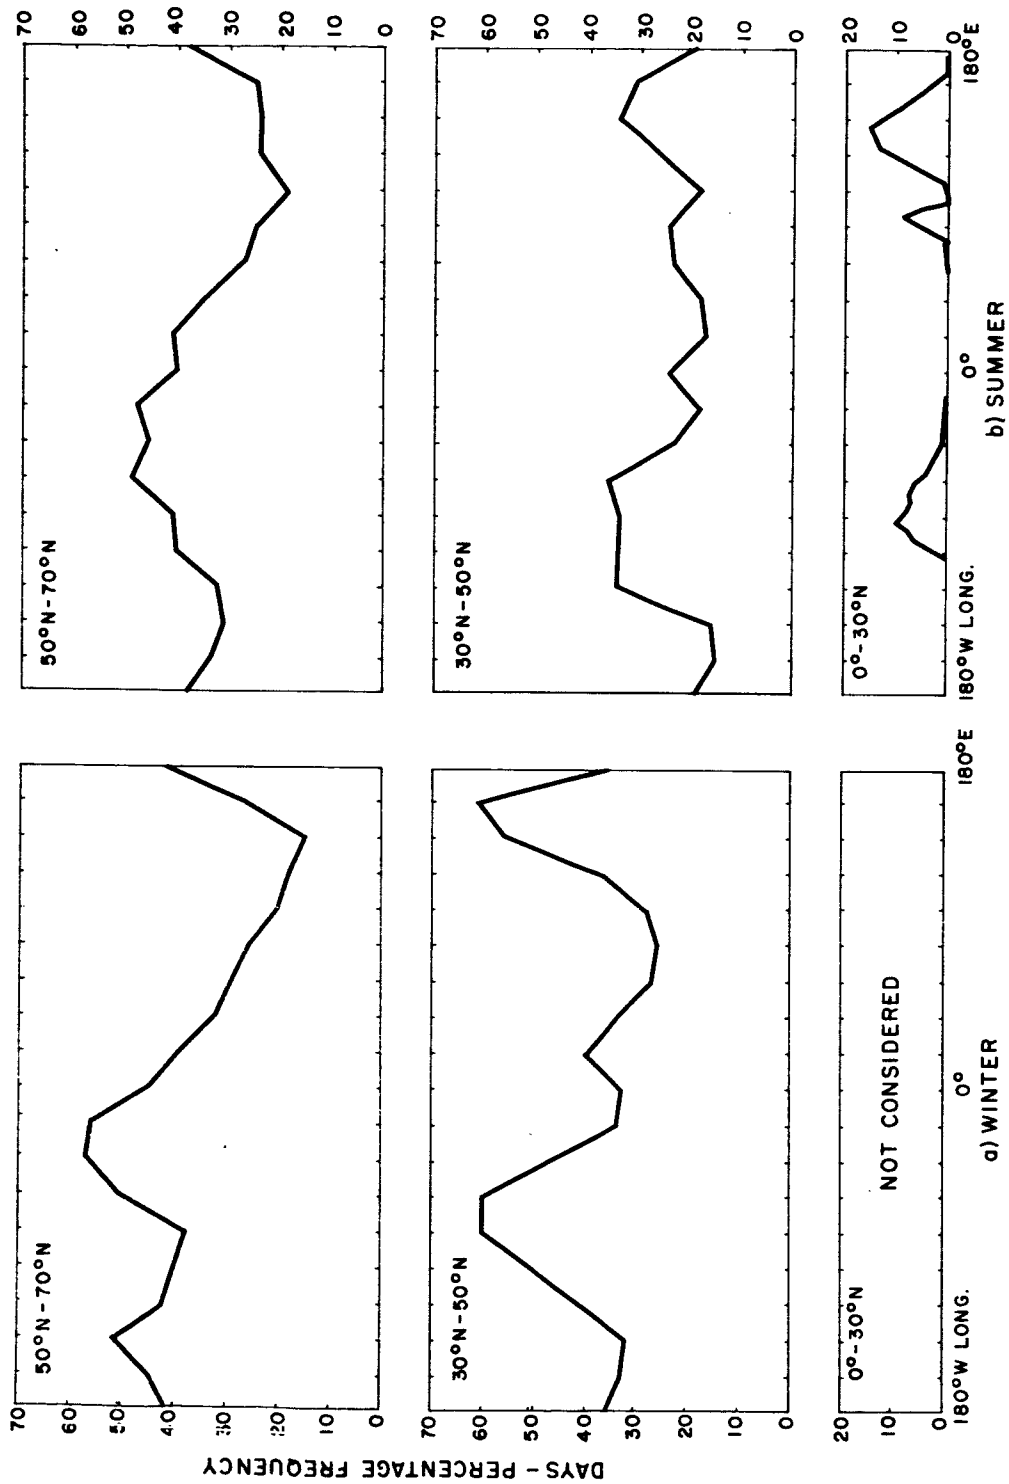 DAYS - PERCENTAGE FREQUENCY
70
60
50
40
30
20
10
0
50°N-70°N
70
60
50
40
30
20
10
0
30°N-50°N
20
10
0
0°-30°N
NOT CONSIDERED
180°W LONG.
0°
180°E
a) WINTER
50°N-70°N
70
60
50
40
30
20
10
0
30°N-50°N
70
60
50
40
30
20
10
0
0°-30°N
20
10
0
180°W LONG.
0°
180°E
b) SUMMER